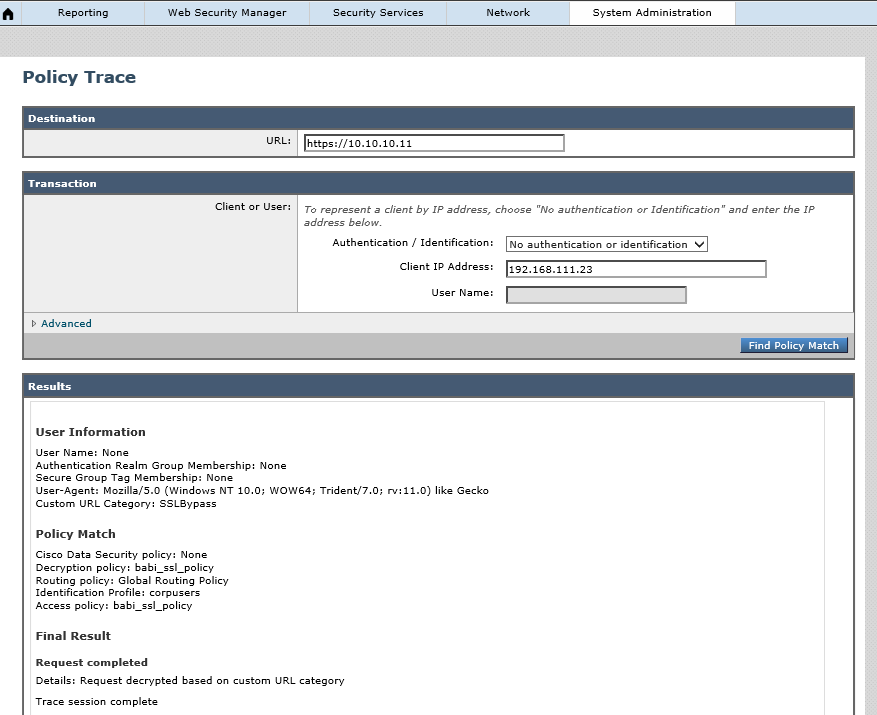 Reporting Web Security Manager Security Services Network System Administration
Policy Trace
Destination
URL: https://10.10.10.11
Transaction
Client or User: To represent a client by IP address, choose "No authentication or Identification" and enter the IP
address below.
Authentication / Identification: No authentication or identification
Client IP Address: 192.168.111.23
User Name:
Advanced
Find Policy Match
Results
User Information
User Name: None
Authentication Realm Group Membership: None
Secure Group Tag Membership: None
User-Agent: Mozilla/5.0 (Windows NT 10.0; WOW64; Trident/7.0; rv:11.0) like Gecko
Custom URL Category: SSLBypass
Policy Match
Cisco Data Security policy: None
Decryption policy: babi_ssl_policy
Routing policy: Global Routing Policy
Identification Profile: corpusers
Access policy: babi_ssl_policy
Final Result
Request completed
Details: Request decrypted based on custom URL category
Trace session complete